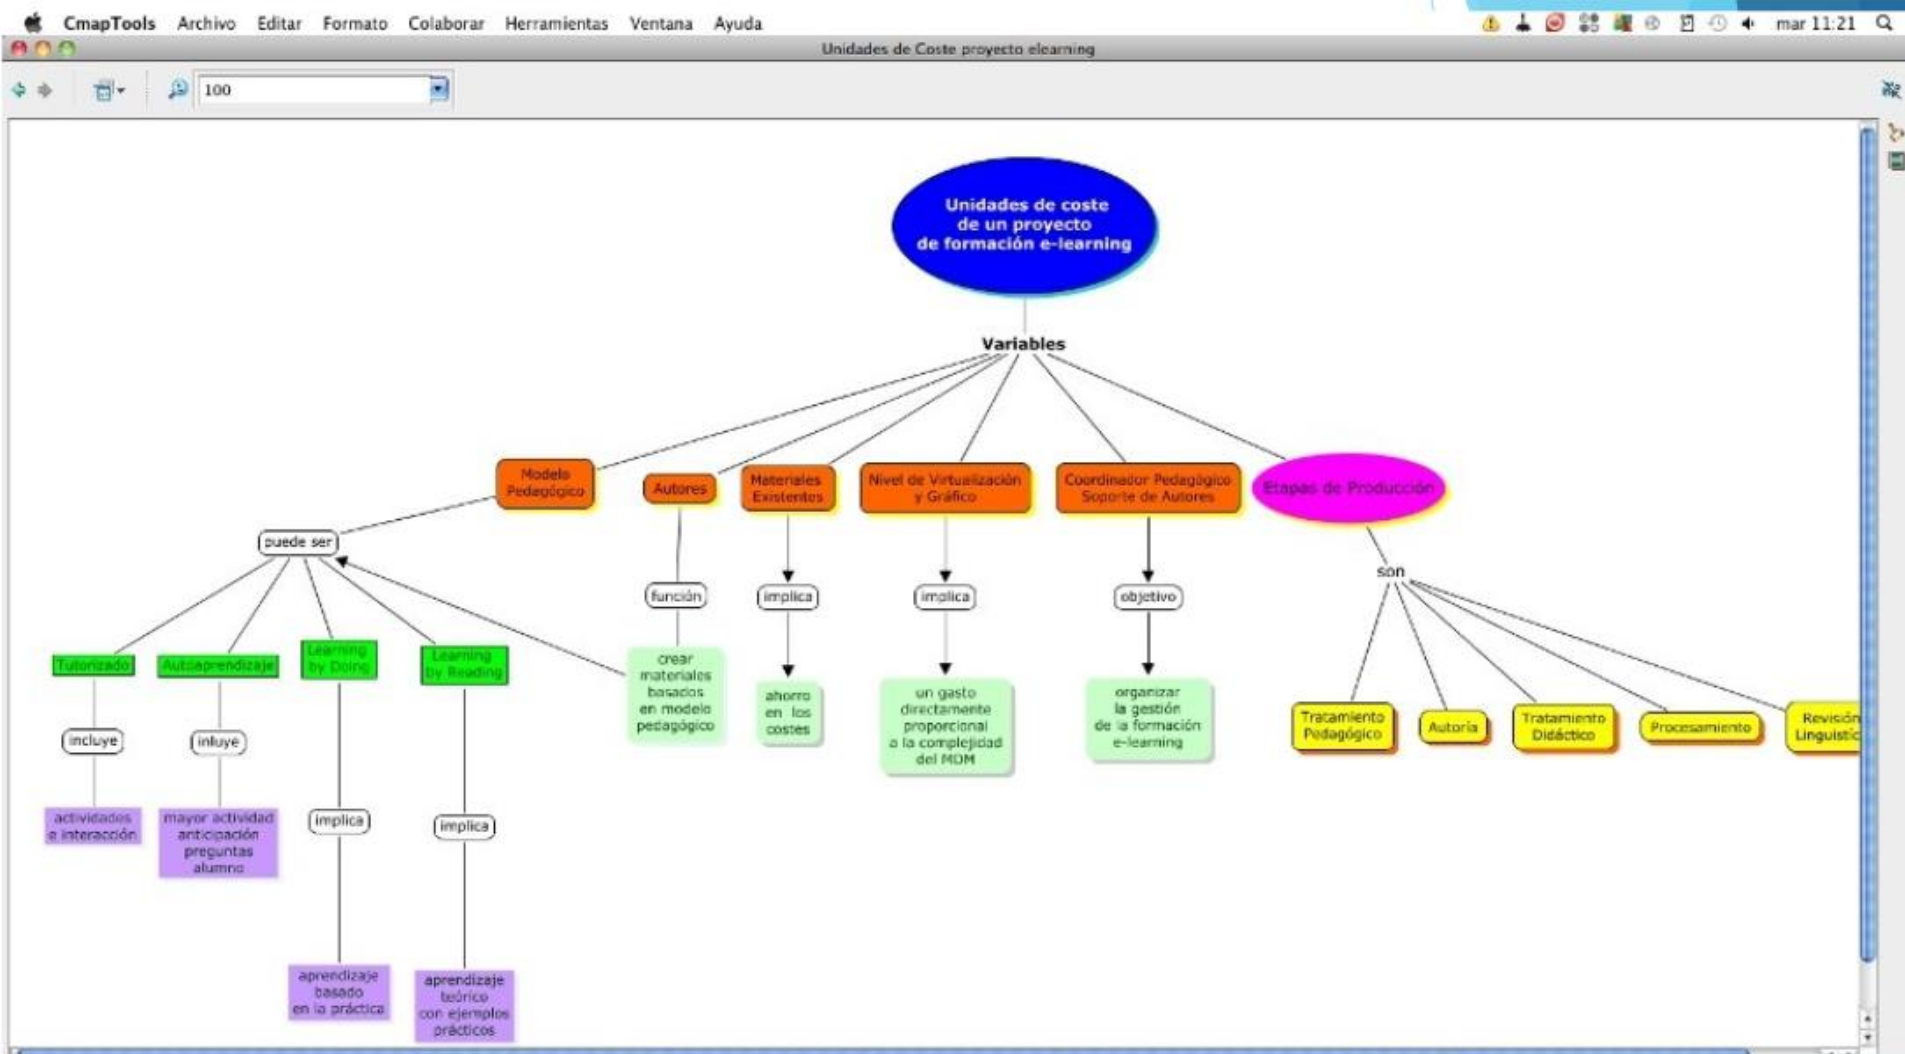 CmapTools Archivo Editar Formato Colaborar Herramientas Ventana Ayuda
mar 11:21
Unidades de Coste proyecto elearning
100
Unidades de coste
de un proyecto
de formación e-learning
Variables
Modelo
Pedagógico
Autores
Materiales
Existentes
Nivel de Virtualización
y Gráfico
Coordinador Pedagógico
Soporte de Autores
Etapas de Producción
puede ser
función
implica
implica
objetivo
son
Tutorizado
Autoaprendizaje
Learning
by Doing
Learning
by Reading
crear
materiales
basados
en modelo
pedagógico
ahorro
en los
costes
un gasto
directamente
proporcional
a la complejidad
del MDM
organizar
la gestión
de la formación
e-learning
Tratamiento
Pedagógico
Autoría
Tratamiento
Didáctico
Procesamiento
Revisión
Linguistic
incluye
inluye
implica
implica
actividades
e interacción
mayor actividad
anticipación
preguntas
alumno
aprendizaje
basado
en la práctica
aprendizaje
teórico
con ejemplos
prácticos